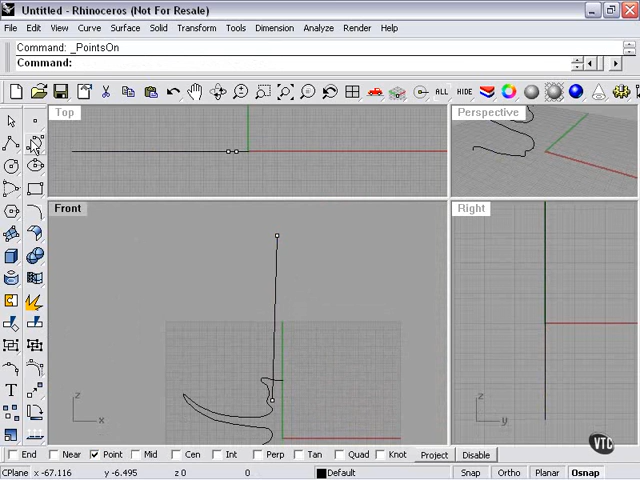 Untitled - Rhinoceros (Not For Resale)
File Edit View Curve Surface Solid Transform Tools Dimension Analyze Render Help
Command: _PointsOn
Command:
ALL HIDE
Top
Perspective
Front
Right
z
x
z
y
T
VTC
End Near Point Mid Cen Int Perp Tan Quad Knot Project Disable
CPlane x -67.116 y -6.495 z 0 0 Default Snap Ortho Planar Osnap